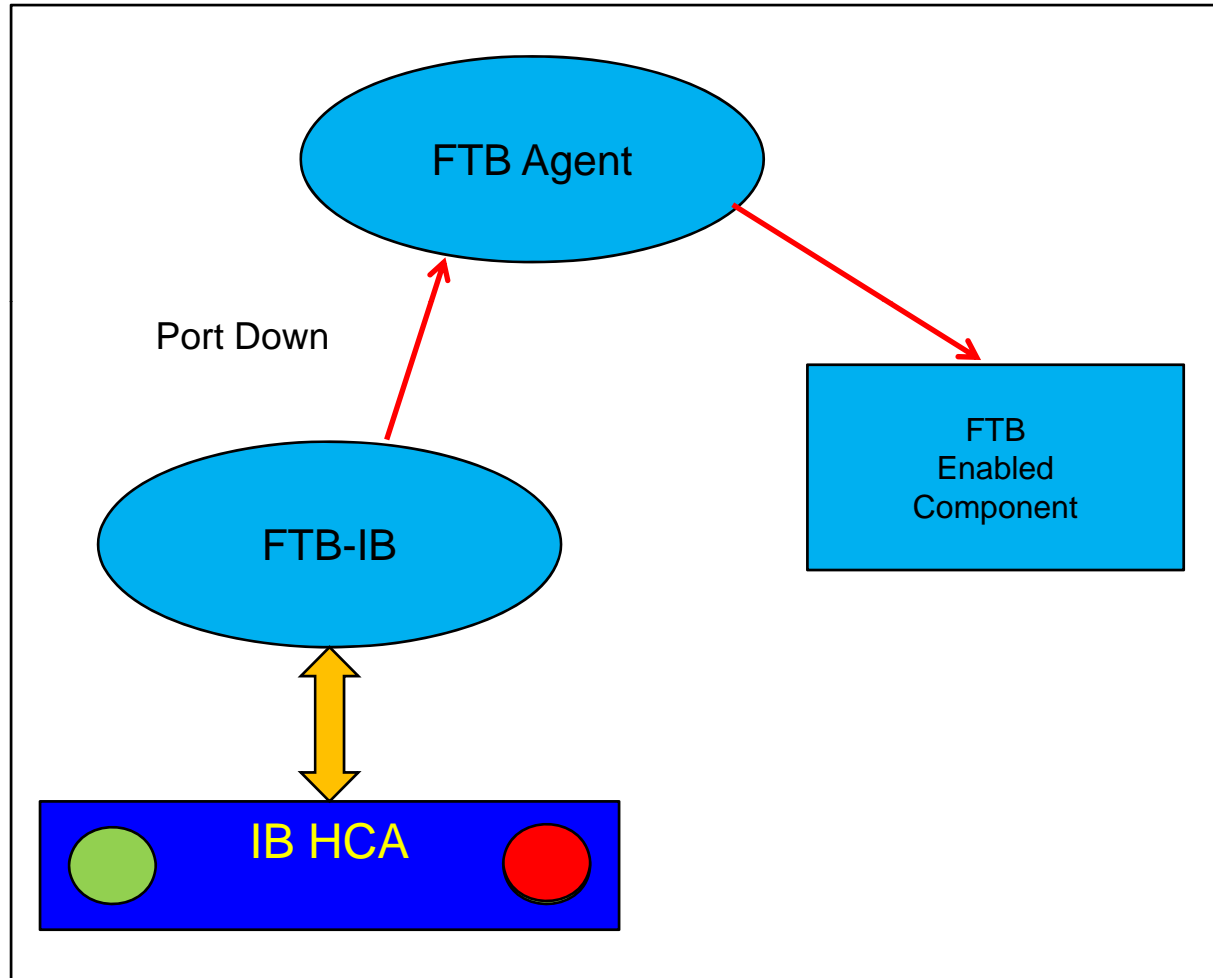 FTB Agent
Port Down
FTB
Enabled
Component
FTB-IB
IB HCA